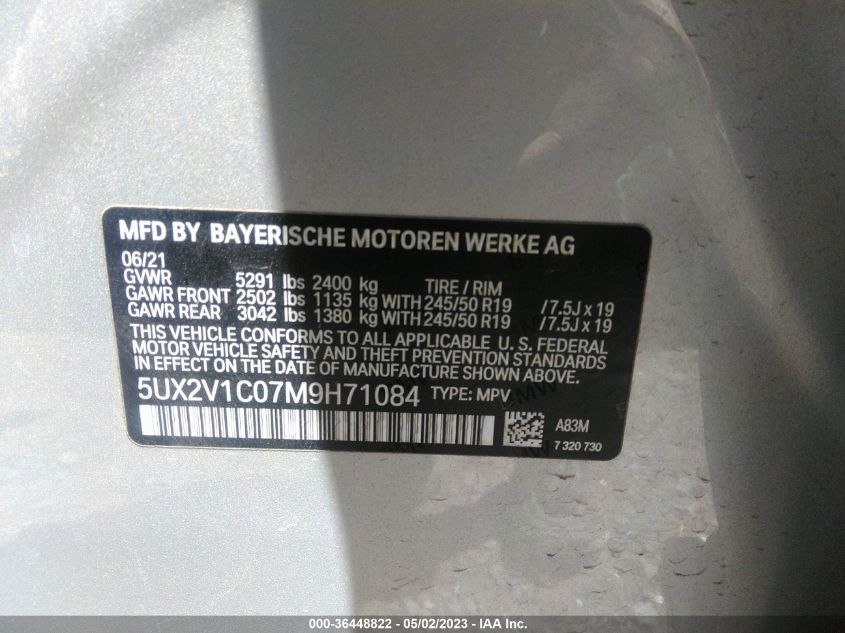 MFD BY BAYERISCHE MOTOREN WERKE AG
06/21
GVWR 5291 lbs 2400 kg TIRE / RIM
GAWR FRONT 2502 lbs 1135 kg WITH 245/50 R19 /7.5J x 19
GAWR REAR 3042 lbs 1380 kg WITH 245/50 R19 /7.5J x 19
THIS VEHICLE CONFORMS TO ALL APPLICABLE U. S. FEDERAL
MOTOR VEHICLE SAFETY AND THEFT PREVENTION STANDARDS
IN EFFECT ON THE DATE OF MANUFACTURE SHOWN ABOVE.
5UX2V1C07M9H71084 TYPE: MPV
A83M
7 320 730
000-36448822 - 05/02/2023 - IAA Inc.